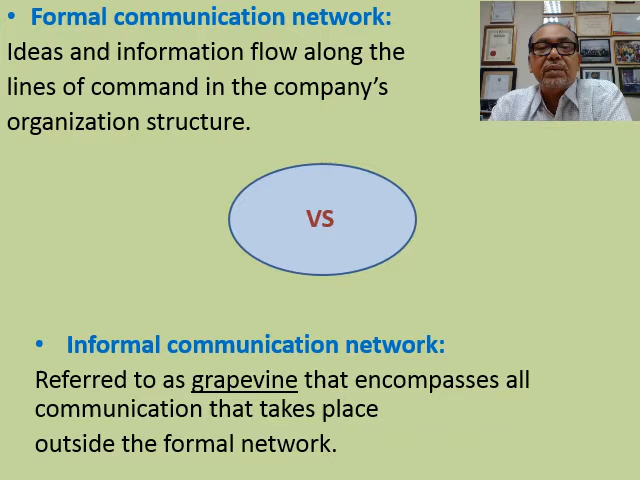 • Formal communication network:
Ideas and information flow along the
lines of command in the company’s
organization structure.
VS
• Informal communication network:
Referred to as grapevine that encompasses all
communication that takes place
outside the formal network.